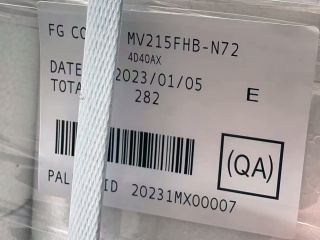 FG CO MV215FHB-N72
4D40AX
DATE 2023/01/05
TOTA 282 E
(QA)
PAL ID 20231MX00007